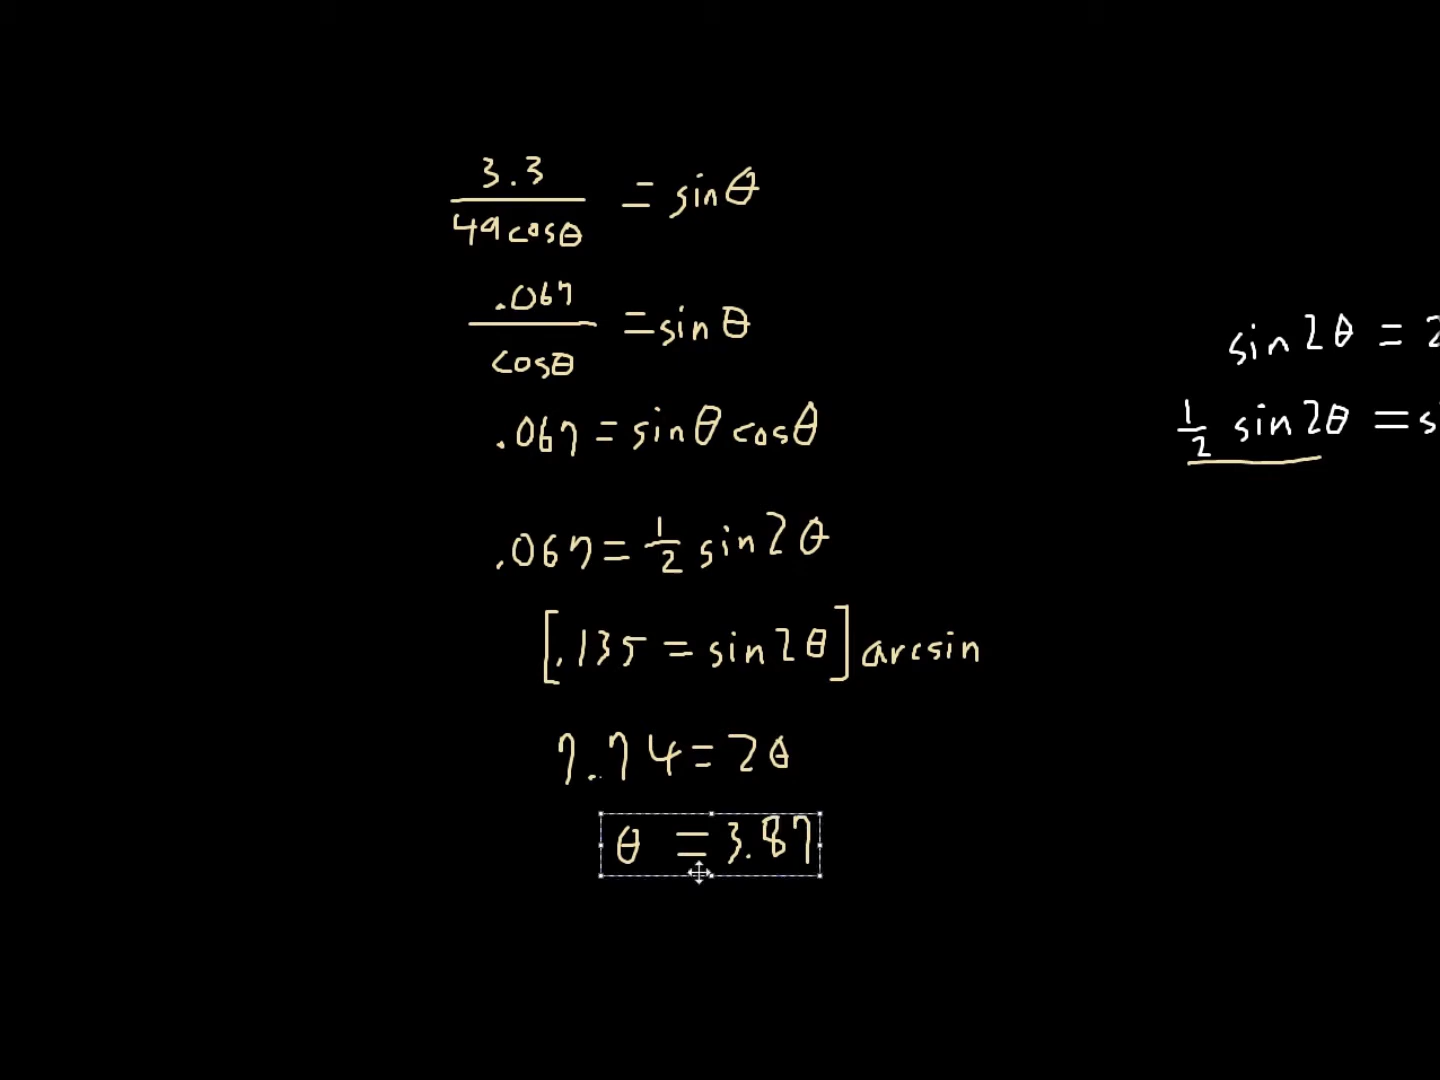 3.3 / 49cosθ = sinθ
.067 / cosθ = sinθ
.067 = sinθ cosθ
.067 = 1/2 sin2θ
[.135 = sin2θ] arcsin
7.74 = 2θ
θ = 3.87
sin2θ = 2
1/2 sin2θ = s